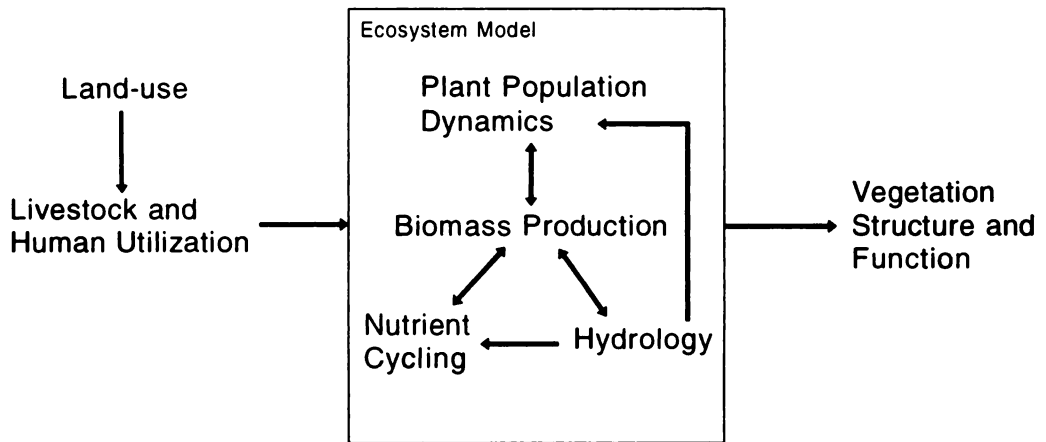 Ecosystem Model
Land-use
Livestock and
Human Utilization
Plant Population
Dynamics
Biomass Production
Nutrient
Cycling
Hydrology
Vegetation
Structure and
Function